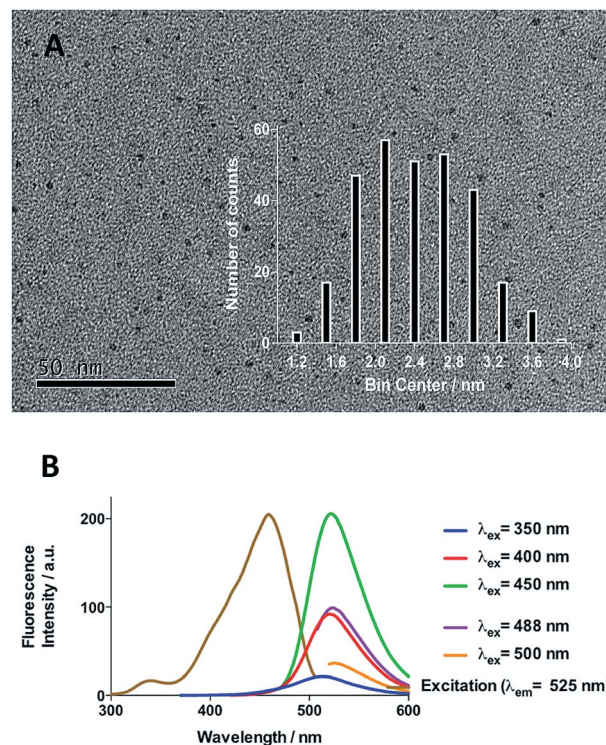 A
Number of counts
60
40
20
0
1.2 1.6 2.0 2.4 2.8 3.2 3.6 4.0
Bin Center / nm
50 nm
B
Fluorescence
Intensity / a.u.
200
100
0
300 400 500 600
Wavelength / nm
λex= 350 nm
λex= 400 nm
λex= 450 nm
λex= 488 nm
λex= 500 nm
Excitation (λem= 525 nm